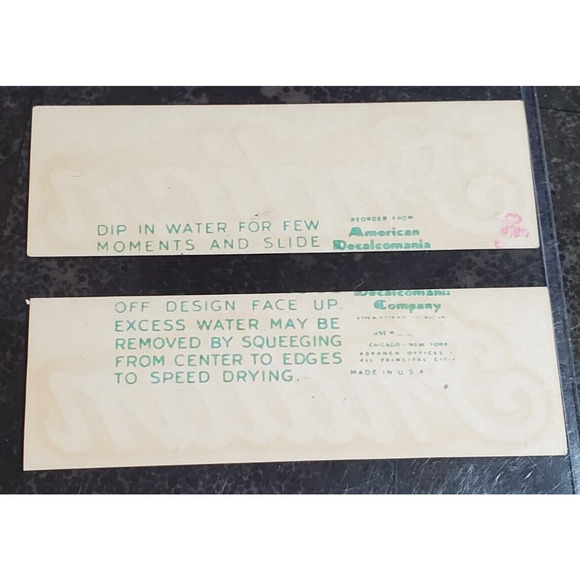 DIP IN WATER FOR FEW
MOMENTS AND SLIDE
REORDER FROM
American
Decalcomania
OFF DESIGN FACE UP.
EXCESS WATER MAY BE
REMOVED BY SQUEEGING
FROM CENTER TO EDGES
TO SPEED DRYING.
Decalcomania
Company
CHICAGO - NEW YORK
BRANCH OFFICES -
ALL PRINCIPAL CITIES
MADE IN U.S.A